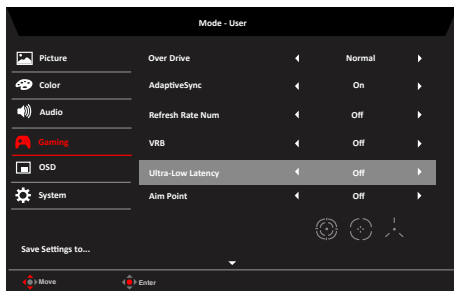 Mode - User
Picture
Over Drive Normal
Color
AdaptiveSync On
Audio
Refresh Rate Num Off
Gaming
VRB Off
OSD
Ultra-Low Latency Off
System
Aim Point Off
Save Settings to...
Move Enter